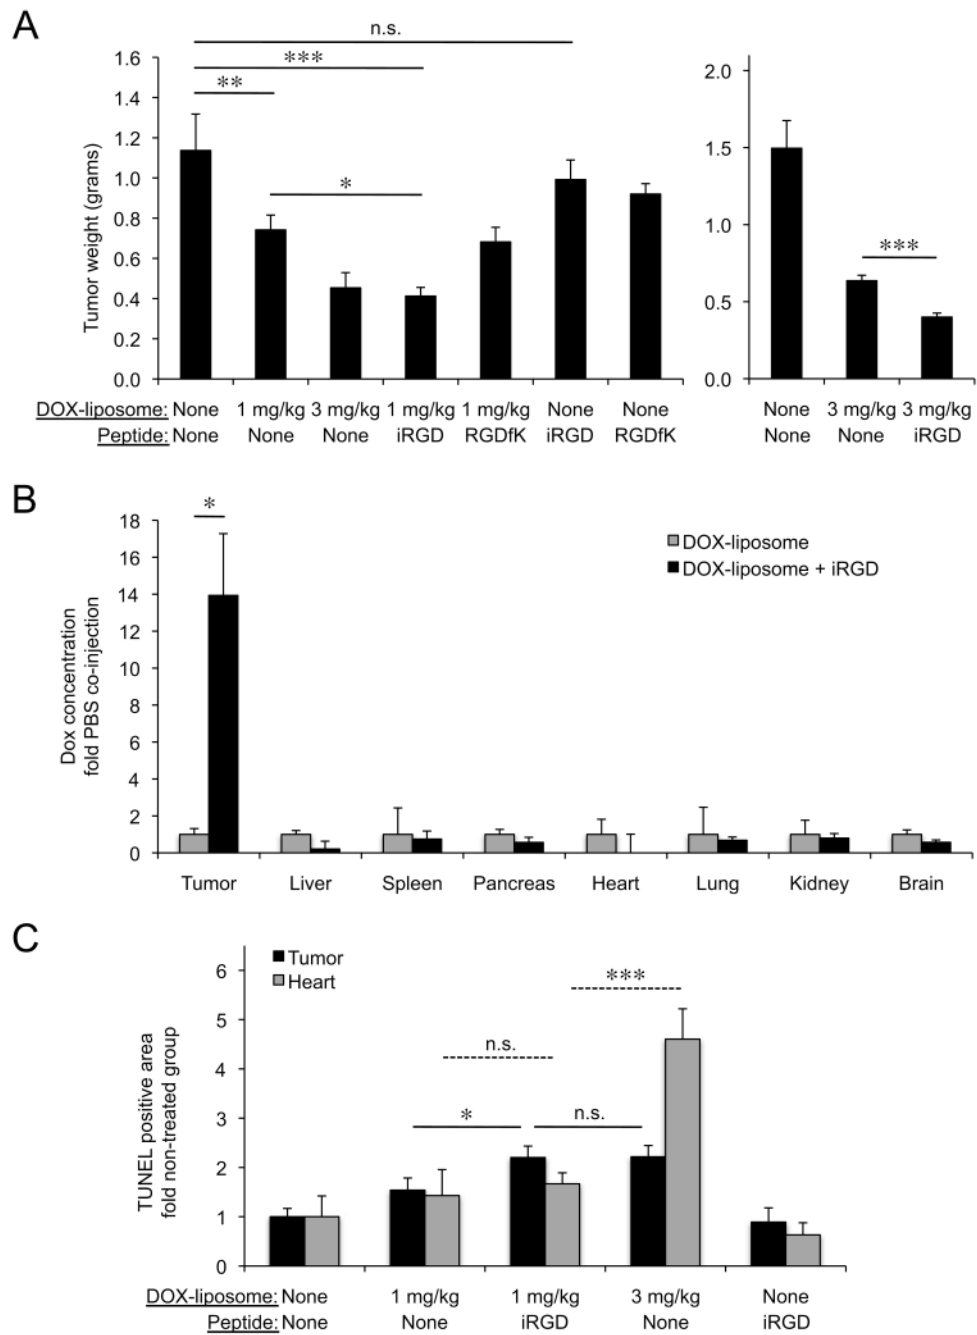 A
n.s.
***
**
*
1.6
1.4
1.2
1.0
0.8
0.6
0.4
0.2
0.0
Tumor weight (grams)
2.0
1.5
1.0
0.5
0.0
***
DOX-liposome: None 1 mg/kg 3 mg/kg 1 mg/kg 1 mg/kg None None
Peptide: None None None iRGD RGDfK iRGD RGDfK
None 3 mg/kg 3 mg/kg
None None iRGD
B
*
18
16
14
12
10
8
6
4
2
0
Dox concentration
fold PBS co-injection
DOX-liposome
DOX-liposome + iRGD
Tumor Liver Spleen Pancreas Heart Lung Kidney Brain
C
Tumor
Heart
6
5
4
3
2
1
0
TUNEL positive area
fold non-treated group
***
n.s.
*
n.s.
DOX-liposome: None 1 mg/kg 1 mg/kg 3 mg/kg None
Peptide: None None iRGD None iRGD